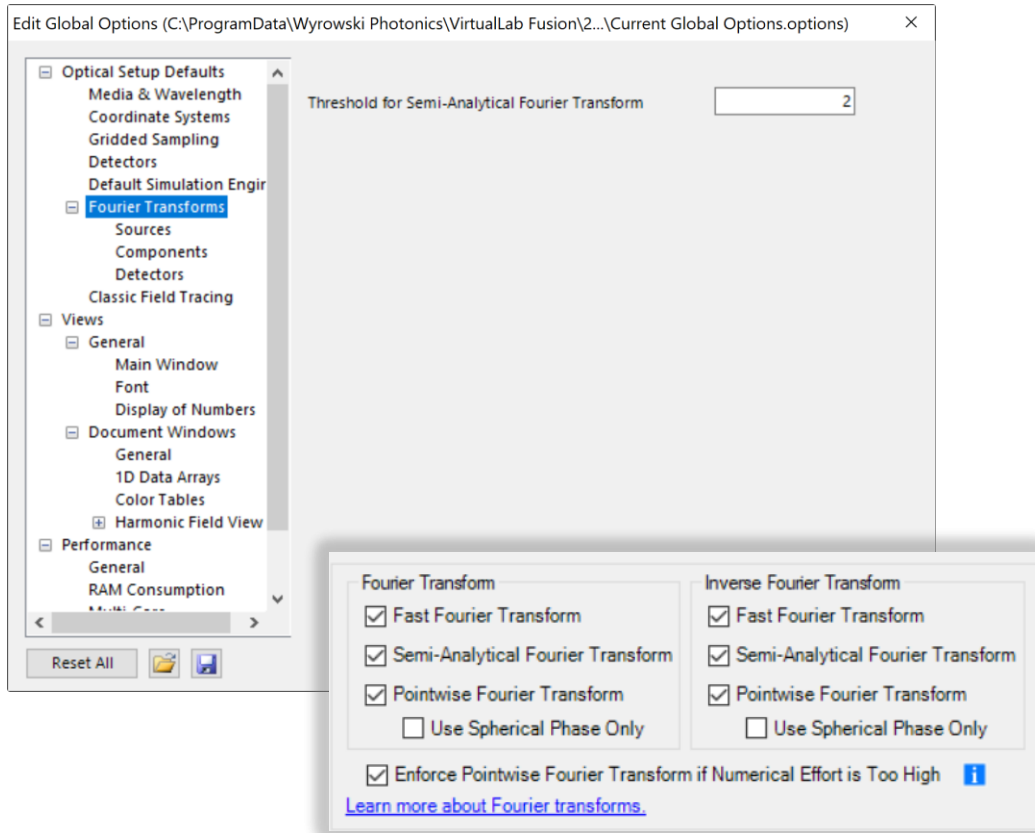 Edit Global Options (C:\ProgramData\Wyrowski Photonics\VirtualLab Fusion\2...\Current Global Options.options)
Optical Setup Defaults
Media & Wavelength
Coordinate Systems
Gridded Sampling
Detectors
Default Simulation Engin
Fourier Transforms
Sources
Components
Detectors
Classic Field Tracing
Views
General
Main Window
Font
Display of Numbers
Document Windows
General
1D Data Arrays
Color Tables
Harmonic Field View
Performance
General
RAM Consumption
Reset All
Threshold for Semi-Analytical Fourier Transform 2
Fourier Transform
Fast Fourier Transform
Semi-Analytical Fourier Transform
Pointwise Fourier Transform
Use Spherical Phase Only
Inverse Fourier Transform
Fast Fourier Transform
Semi-Analytical Fourier Transform
Pointwise Fourier Transform
Use Spherical Phase Only
Enforce Pointwise Fourier Transform if Numerical Effort is Too High i
Learn more about Fourier transforms.